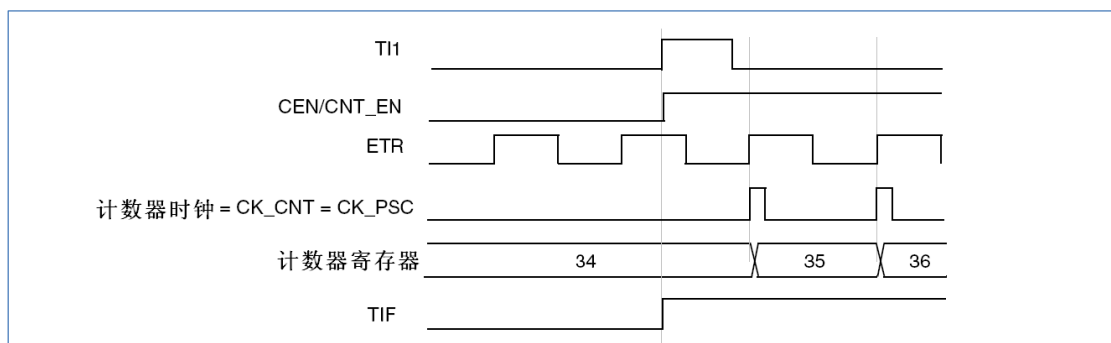 TI1
CEN/CNT_EN
ETR
计数器时钟 = CK_CNT = CK_PSC
计数器寄存器 34 35 36
TIF